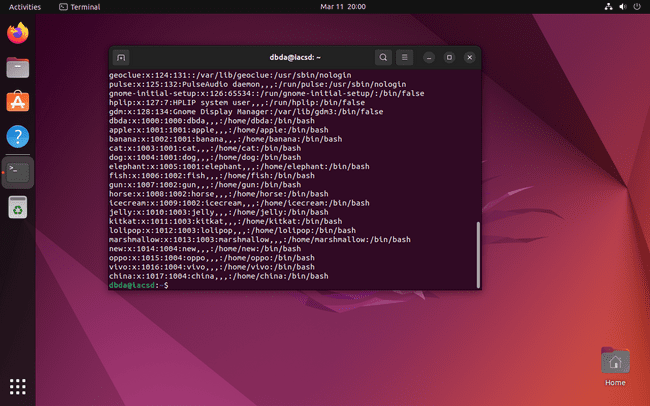 Activities
Terminal
Mar 11 20:00
dbda@iacsd: ~
geoclue:x:124:131::/var/lib/geoclue:/usr/sbin/nologin
pulse:x:125:132:PulseAudio daemon,,,:/run/pulse:/usr/sbin/nologin
gnome-initial-setup:x:126:65534::/run/gnome-initial-setup/:/bin/false
hplip:x:127:7:HPLIP system user,,,:/run/hplip:/bin/false
gdm:x:128:134:Gnome Display Manager:/var/lib/gdm3:/bin/false
dbda:x:1000:1000:dbda,,,:/home/dbda:/bin/bash
apple:x:1001:1001:apple,,,:/home/apple:/bin/bash
banana:x:1002:1001:banana,,,:/home/banana:/bin/bash
cat:x:1003:1001:cat,,,:/home/cat:/bin/bash
dog:x:1004:1001:dog,,,:/home/dog:/bin/bash
elephant:x:1005:1001:elephant,,,:/home/elephant:/bin/bash
fish:x:1006:1002:fish,,,:/home/fish:/bin/bash
gun:x:1007:1002:gun,,,:/home/gun:/bin/bash
horse:x:1008:1002:horse,,,:/home/horse:/bin/bash
icecream:x:1009:1002:icecream,,,:/home/icecream:/bin/bash
jelly:x:1010:1003:jelly,,,:/home/jelly:/bin/bash
kitkat:x:1011:1003:kitkat,,,:/home/kitkat:/bin/bash
lolipop:x:1012:1003:lolipop,,,:/home/lolipop:/bin/bash
marshmallow:x:1013:1003:marshmallow,,,:/home/marshmallow:/bin/bash
new:x:1014:1004:new,,,:/home/new:/bin/bash
oppo:x:1015:1004:oppo,,,:/home/oppo:/bin/bash
vivo:x:1016:1004:vivo,,,:/home/vivo:/bin/bash
china:x:1017:1004:china,,,:/home/china:/bin/bash
dbda@iacsd:~$
Home